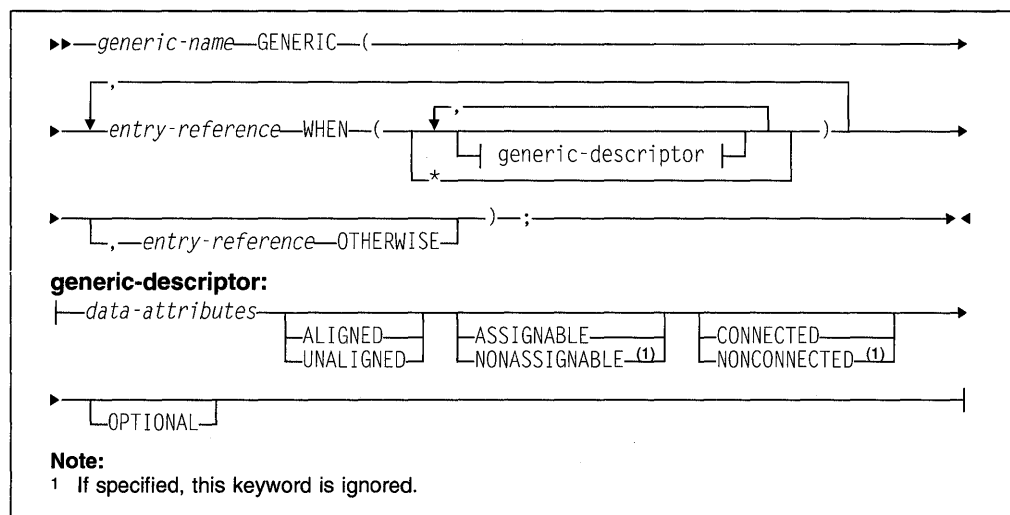 generic-name GENERIC (
,
entry-reference WHEN ( , ) 
generic-descriptor
*
, entry-reference OTHERWISE ) ;
generic-descriptor:
data-attributes
ALIGNED ASSIGNABLE CONNECTED
UNALIGNED NONASSIGNABLE (1) NONCONNECTED (1)
OPTIONAL
Note:
1 If specified, this keyword is ignored.